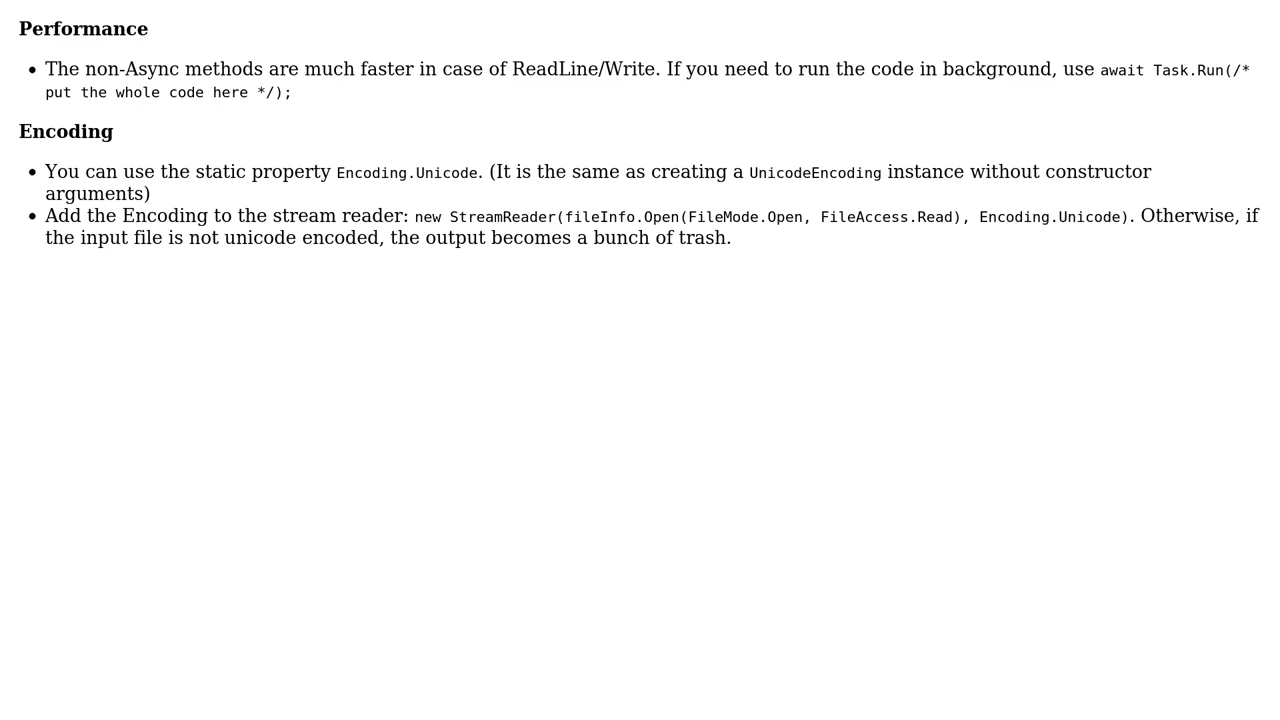 Performance
The non-Async methods are much faster in case of ReadLine/Write. If you need to run the code in background, use await Task.Run(/*
put the whole code here */);
Encoding
You can use the static property Encoding.Unicode. (It is the same as creating a UnicodeEncoding instance without constructor
arguments)
Add the Encoding to the stream reader: new StreamReader(fileInfo.Open(FileMode.Open, FileAccess.Read), Encoding.Unicode). Otherwise, if
the input file is not unicode encoded, the output becomes a bunch of trash.